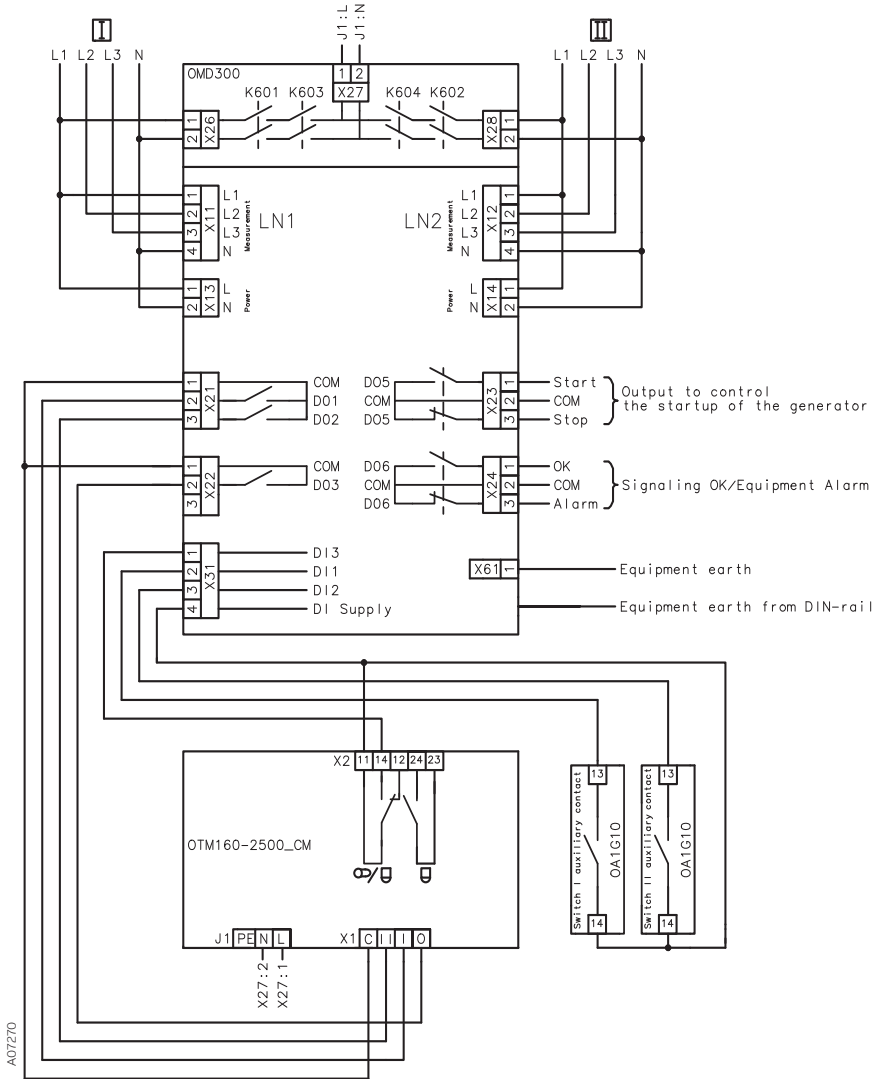 I
II
J1:L
J1:N
L1 L2 L3 N
L1 L2 L3 N
OMD300
1 2
X27
K601 K603
K604 K602
1
2
X26
1
2
X28
1
2
3
4
X11
L1
L2
L3
N
Measurement
LN1
LN2
Measurement
L1
L2
L3
N
1
2
3
4
X12
1
2
X13
L
N
Power
Power
L
N
1
2
X14
1
2
3
X21
COM
DO1
DO2
DO5
COM
DO5
1
2
3
X23
Start
COM
Stop
Output to control
the startup of the generator
1
2
3
X22
COM
DO3
DO6
COM
DO6
1
2
3
X24
OK
COM
Alarm
Signaling OK/Equipment Alarm
1
2
3
4
X31
DI3
DI1
DI2
DI Supply
X61 1
Equipment earth
Equipment earth from DIN-rail
X2 11 14 12 24 23
OTM160-2500_CM
J1 PE N L
X27:2
X27:1
X1 C II I O
13
Switch I auxiliary contact
OA1G10
14
13
Switch II auxiliary contact
OA1G10
14
A07270